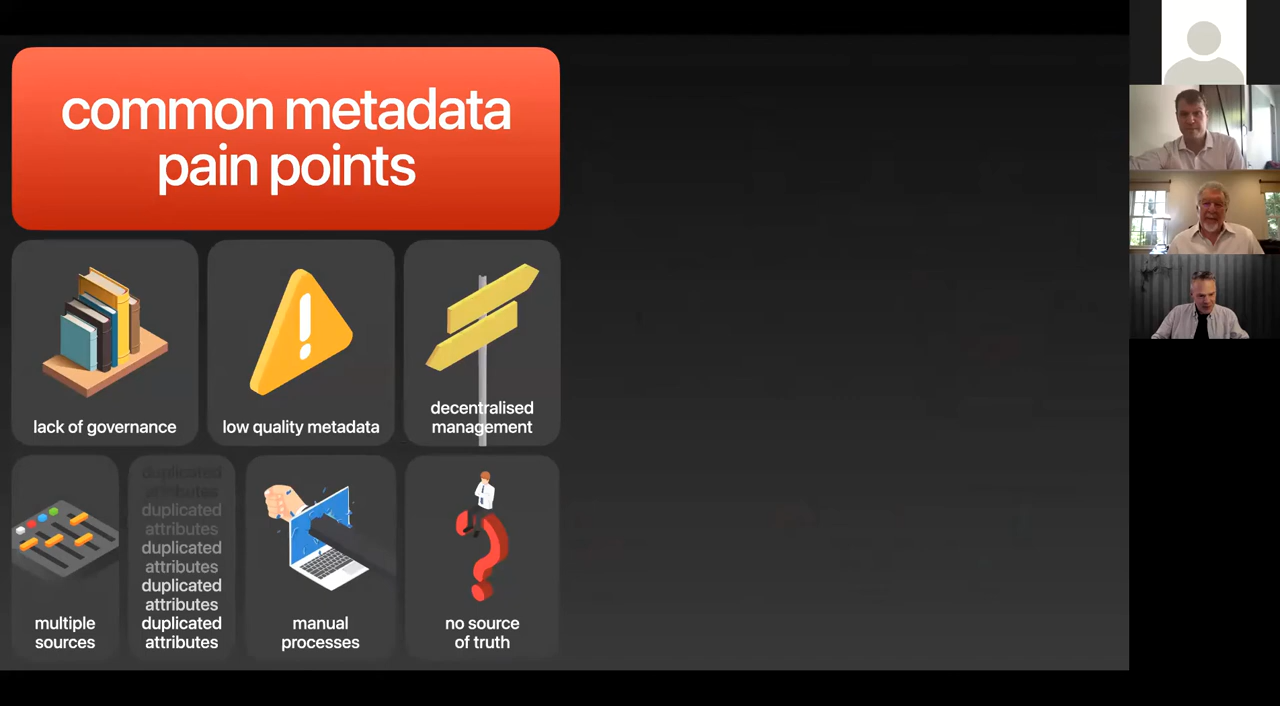 common metadata
pain points
lack of governance
low quality metadata
decentralised
management
multiple
sources
duplicated
attributes
duplicated
attributes
duplicated
attributes
duplicated
attributes
duplicated
attributes
manual
processes
no source
of truth